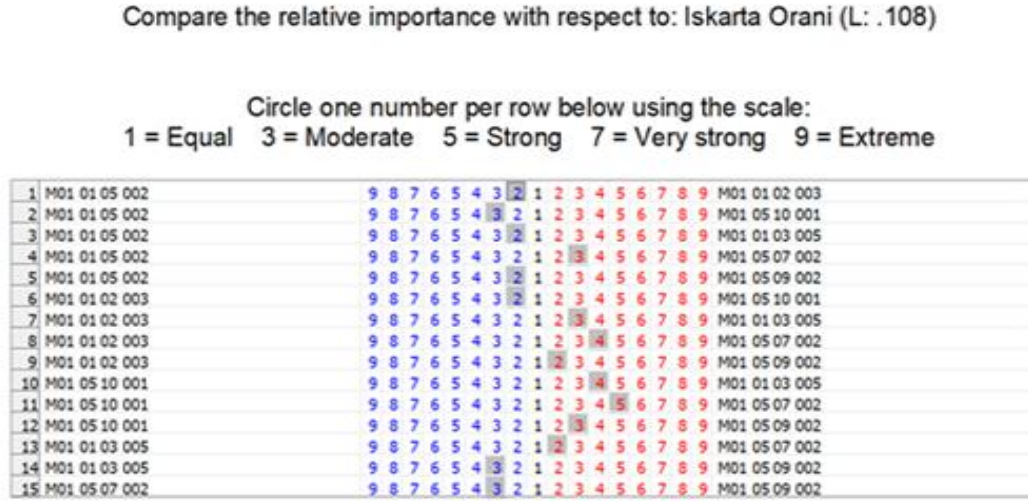 Compare the relative importance with respect to: Iskarta Orani (L: .108)
Circle one number per row below using the scale:
1 = Equal 3 = Moderate 5 = Strong 7 = Very strong 9 = Extreme
1 M01 01 05 002 9 8 7 6 5 4 3 2 1 2 3 4 5 6 7 8 9 M01 01 02 003
2 M01 01 05 002 9 8 7 6 5 4 3 2 1 2 3 4 5 6 7 8 9 M01 05 10 001
3 M01 01 05 002 9 8 7 6 5 4 3 2 1 2 3 4 5 6 7 8 9 M01 01 03 005
4 M01 01 05 002 9 8 7 6 5 4 3 2 1 2 3 4 5 6 7 8 9 M01 05 07 002
5 M01 01 05 002 9 8 7 6 5 4 3 2 1 2 3 4 5 6 7 8 9 M01 05 09 002
6 M01 01 02 003 9 8 7 6 5 4 3 2 1 2 3 4 5 6 7 8 9 M01 05 10 001
7 M01 01 02 003 9 8 7 6 5 4 3 2 1 2 3 4 5 6 7 8 9 M01 01 03 005
8 M01 01 02 003 9 8 7 6 5 4 3 2 1 2 3 4 5 6 7 8 9 M01 05 07 002
9 M01 01 02 003 9 8 7 6 5 4 3 2 1 2 3 4 5 6 7 8 9 M01 05 09 002
10 M01 05 10 001 9 8 7 6 5 4 3 2 1 2 3 4 5 6 7 8 9 M01 01 03 005
11 M01 05 10 001 9 8 7 6 5 4 3 2 1 2 3 4 5 6 7 8 9 M01 05 07 002
12 M01 05 10 001 9 8 7 6 5 4 3 2 1 2 3 4 5 6 7 8 9 M01 05 09 002
13 M01 01 03 005 9 8 7 6 5 4 3 2 1 2 3 4 5 6 7 8 9 M01 05 07 002
14 M01 01 03 005 9 8 7 6 5 4 3 2 1 2 3 4 5 6 7 8 9 M01 05 09 002
15 M01 05 07 002 9 8 7 6 5 4 3 2 1 2 3 4 5 6 7 8 9 M01 05 09 002